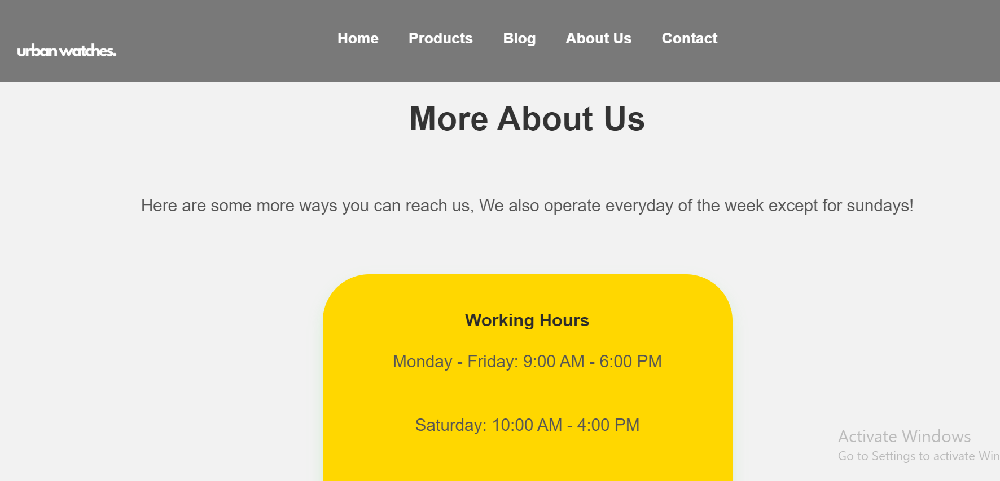 urban watches.
Home Products Blog About Us Contact
More About Us
Here are some more ways you can reach us, We also operate everyday of the week except for sundays!
Working Hours
Monday - Friday: 9:00 AM - 6:00 PM
Saturday: 10:00 AM - 4:00 PM
Activate Windows
Go to Settings to activate Win